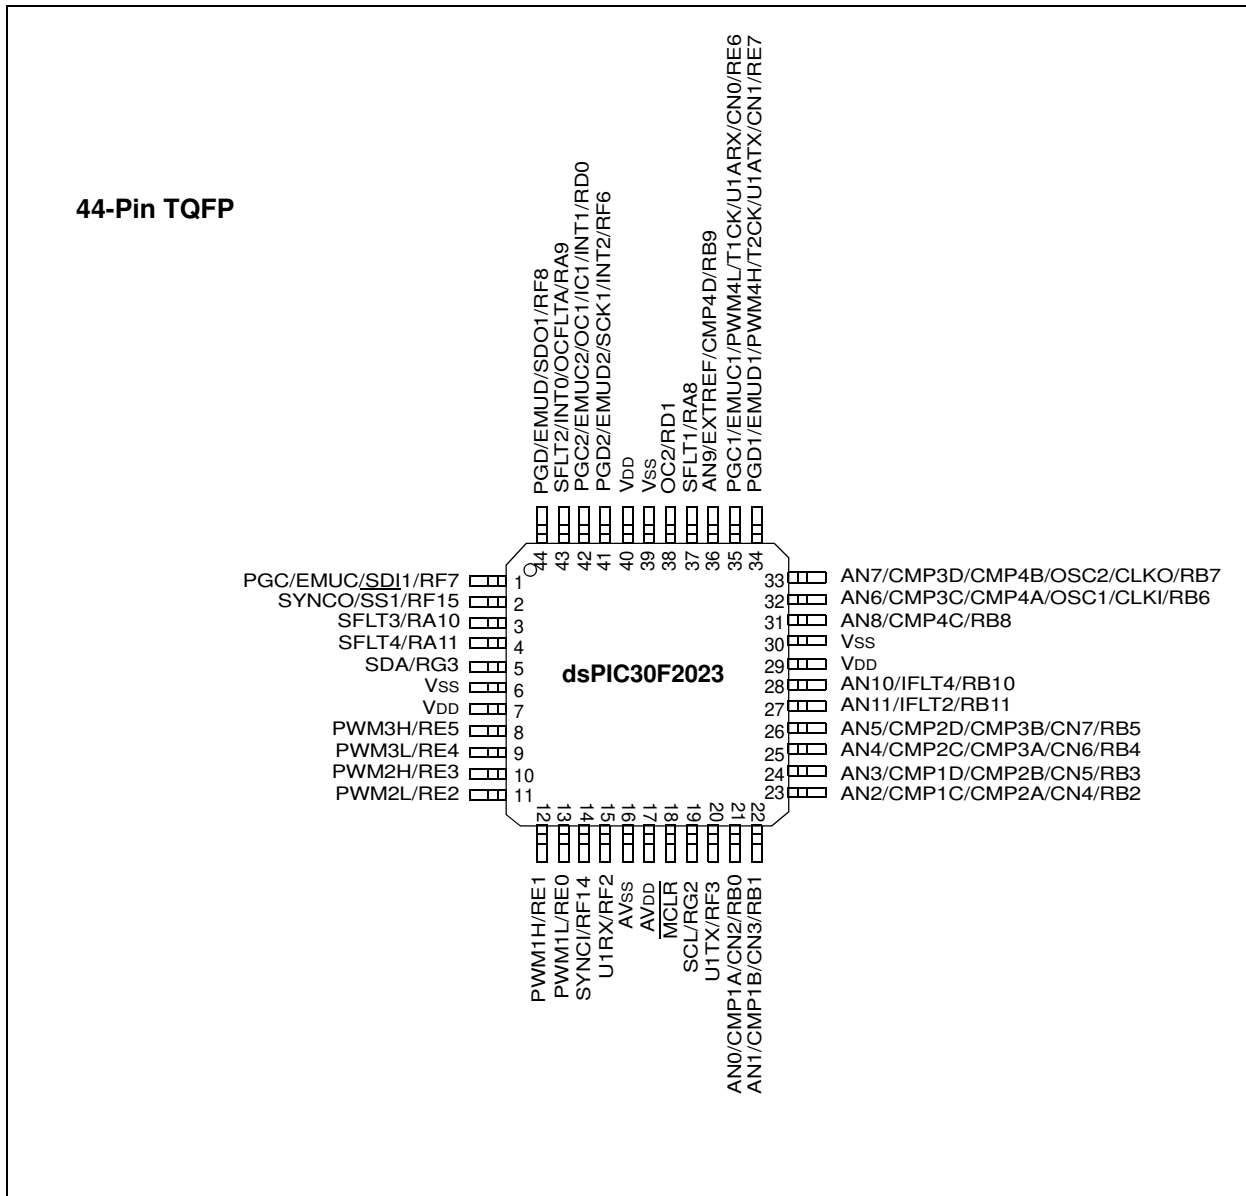 44-Pin TQFP
PGD/EMUD/SDO1/RF8
SFLT2/INT0/OCFLTA/RA9
PGC2/EMUC2/OC1/IC1/INT1/RD0
PGD2/EMUD2/SCK1/INT2/RF6
VDD
VSS
OC2/RD1
SFLT1/RA8
AN9/EXTREF/CMP4D/RB9
PGC1/EMUC1/PWM4L/T1CK/U1ARX/CN0/RE6
PGD1/EMUD1/PWM4H/T2CK/U1ATX/CN1/RE7
44
43
42
41
40
39
38
37
36
35
34
PGC/EMUC/SDI1/RF7 1
SYNCO/SS1/RF15 2
SFLT3/RA10 3
SFLT4/RA11 4
SDA/RG3 5
VSS 6
VDD 7
PWM3H/RE5 8
PWM3L/RE4 9
PWM2H/RE3 10
PWM2L/RE2 11
dsPIC30F2023
33 AN7/CMP3D/CMP4B/OSC2/CLKO/RB7
32 AN6/CMP3C/CMP4A/OSC1/CLKI/RB6
31 AN8/CMP4C/RB8
30 VSS
29 VDD
28 AN10/IFLT4/RB10
27 AN11/IFLT2/RB11
26 AN5/CMP2D/CMP3B/CN7/RB5
25 AN4/CMP2C/CMP3A/CN6/RB4
24 AN3/CMP1D/CMP2B/CN5/RB3
23 AN2/CMP1C/CMP2A/CN4/RB2
12
13
14
15
16
17
18
19
20
21
22
PWM1H/RE1
PWM1L/RE0
SYNCI/RF14
U1RX/RF2
AVSS
AVDD
MCLR
SCL/RG2
U1TX/RF3
AN0/CMP1A/CN2/RB0
AN1/CMP1B/CN3/RB1